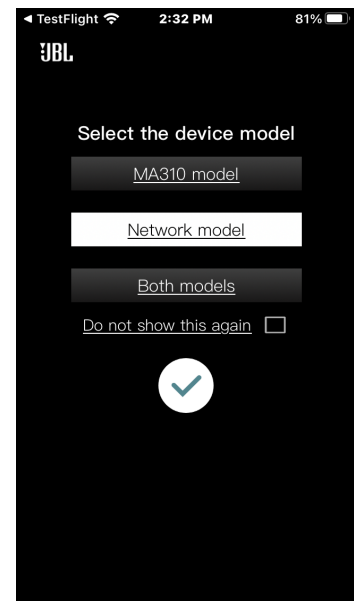 ◀ TestFlight 2:32 PM 81%
JBL
Select the device model
MA310 model
Network model
Both models
Do not show this again